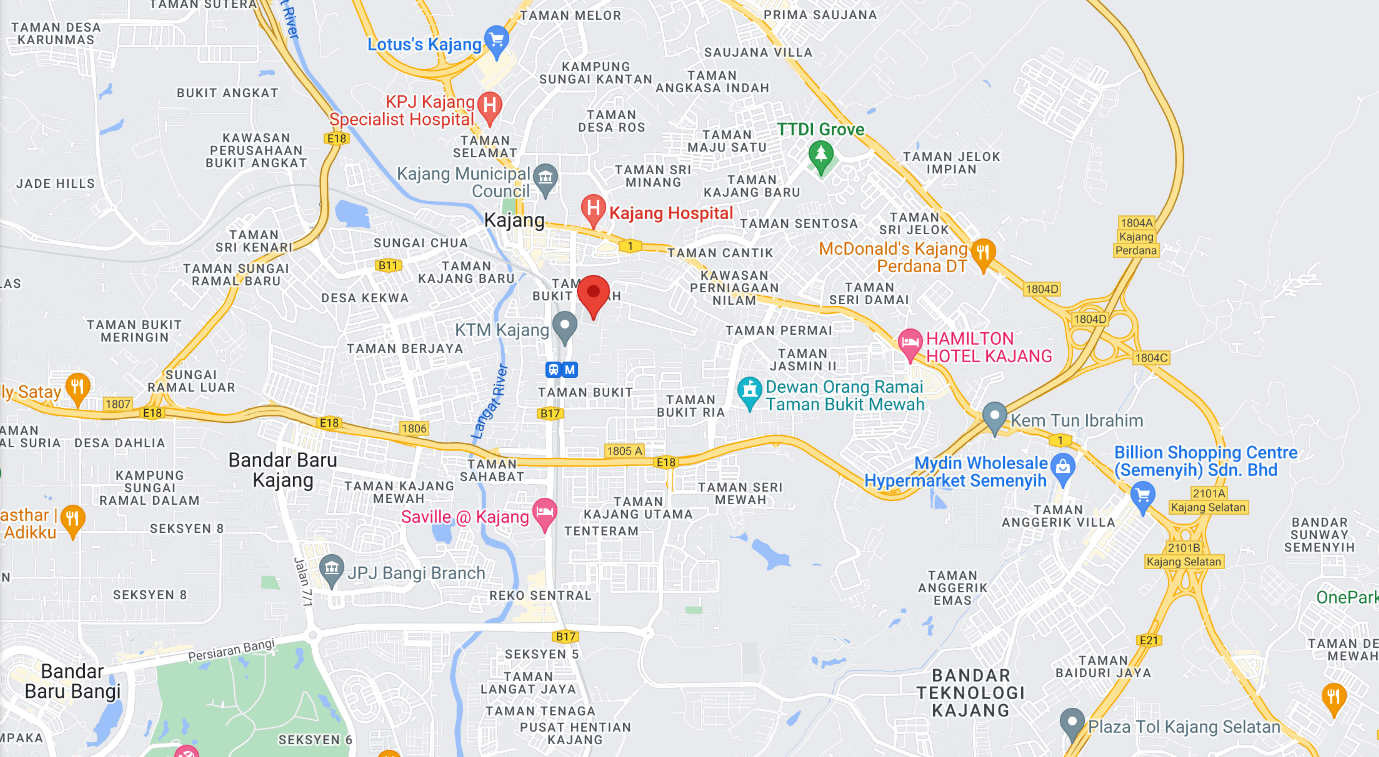 TAMAN SUTERA
TAMAN MELOR
PRIMA SAUJANA
TAMAN DESA
KARUNMAS
River
Lotus's Kajang
SAUJANA VILLA
KAMPUNG
SUNGAI KANTAN
TAMAN
ANGKASA INDAH
BUKIT ANGKAT
KPJ Kajang
Specialist Hospital
TAMAN
DESA ROS
TTDI Grove
KAWASAN
PERUSAHAAN
BUKIT ANGKAT
E18
TAMAN
SELAMAT
TAMAN
MAJU SATU
TAMAN JELOK
IMPIAN
JADE HILLS
Kajang Municipal
Council
TAMAN SRI
MINANG
TAMAN
KAJANG BARU
Kajang
Kajang Hospital
TAMAN SENTOSA
TAMAN
SRI JELOK
1804A
Kajang
Perdana
TAMAN
SRI KENARI
SUNGAI CHUA
1
TAMAN CANTIK
McDonald's Kajang
Perdana DT
B11
TAMAN SUNGAI
RAMAL BARU
TAMAN
KAJANG BARU
KAWASAN
PERNIAGAAN
NILAM
TAMAN
SERI DAMAI
1804D
DESA KEKWA
BUKIT
TAMAN BUKIT
MERINGIN
KTM Kajang
TAMAN PERMAI
1804D
TAMAN BERJAYA
HAMILTON
HOTEL KAJANG
TAMAN
JASMIN II
1804C
SUNGAI
RAMAL LUAR
M
lly Satay
TAMAN BUKIT
Dewan Orang Ramai
Taman Bukit Mewah
1807
E18
Langat River
B17
TAMAN
BUKIT RIA
E18
1806
Kem Tun Ibrahim
AL SURIA
DESA DAHLIA
1805 A
1
Bandar Baru
Kajang
TAMAN
SAHABAT
E18
Mydin Wholesale
Hypermarket Semenyih
Billion Shopping Centre
(Semenyih) Sdn. Bhd
KAMPUNG
SUNGAI
RAMAL DALAM
TAMAN KAJANG
MEWAH
TAMAN SERI
MEWAH
2101A
Kajang Selatan
asthar |
Adikku
SEKSYEN 8
Saville @ Kajang
TAMAN
KAJANG UTAMA
TENTERAM
TAMAN
ANGGERIK VILLA
BANDAR
SUNWAY
SEMENYIH
2101B
Kajang Selatan
JPJ Bangi Branch
Jalan 7/1
TAMAN
ANGGERIK
EMAS
SEKSYEN 8
REKO SENTRAL
OnePark
B17
E21
Persiaran Bangi
SEKSYEN 5
TAMAN DE
MEWAH
Bandar
Baru Bangi
TAMAN
LANGAT JAYA
BANDAR
TEKNOLOGI
KAJANG
TAMAN
BAIDURI JAYA
TAMAN TENAGA
PUSAT HENTIAN
KAJANG
MPAKA
SEKSYEN 6
Plaza Tol Kajang Selatan